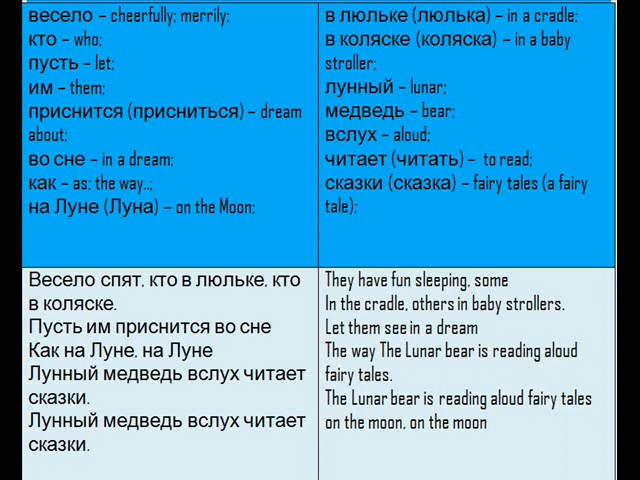 весело – cheerfully; merrily;
кто – who;
пусть – let;
им – them;
приснится (присниться) – dream
about;
во сне – in a dream;
как – as; the way..;
на Луне (Луна) – on the Moon;
в люльке (люлька) – in a cradle;
в коляске (коляска) – in a baby
stroller;
лунный – lunar;
медведь – bear;
вслух – aloud;
читает (читать) – to read;
сказки (сказка) – fairy tales (a fairy
tale);
Весело спят, кто в люльке, кто
в коляске.
Пусть им приснится во сне
Как на Луне, на Луне
Лунный медведь вслух читает
сказки.
Лунный медведь вслух читает
сказки.
They have fun sleeping, some
In the cradle, others in baby strollers.
Let them see in a dream
The way The Lunar bear is reading aloud
fairy tales.
The Lunar bear is reading aloud fairy tales
on the moon, on the moon